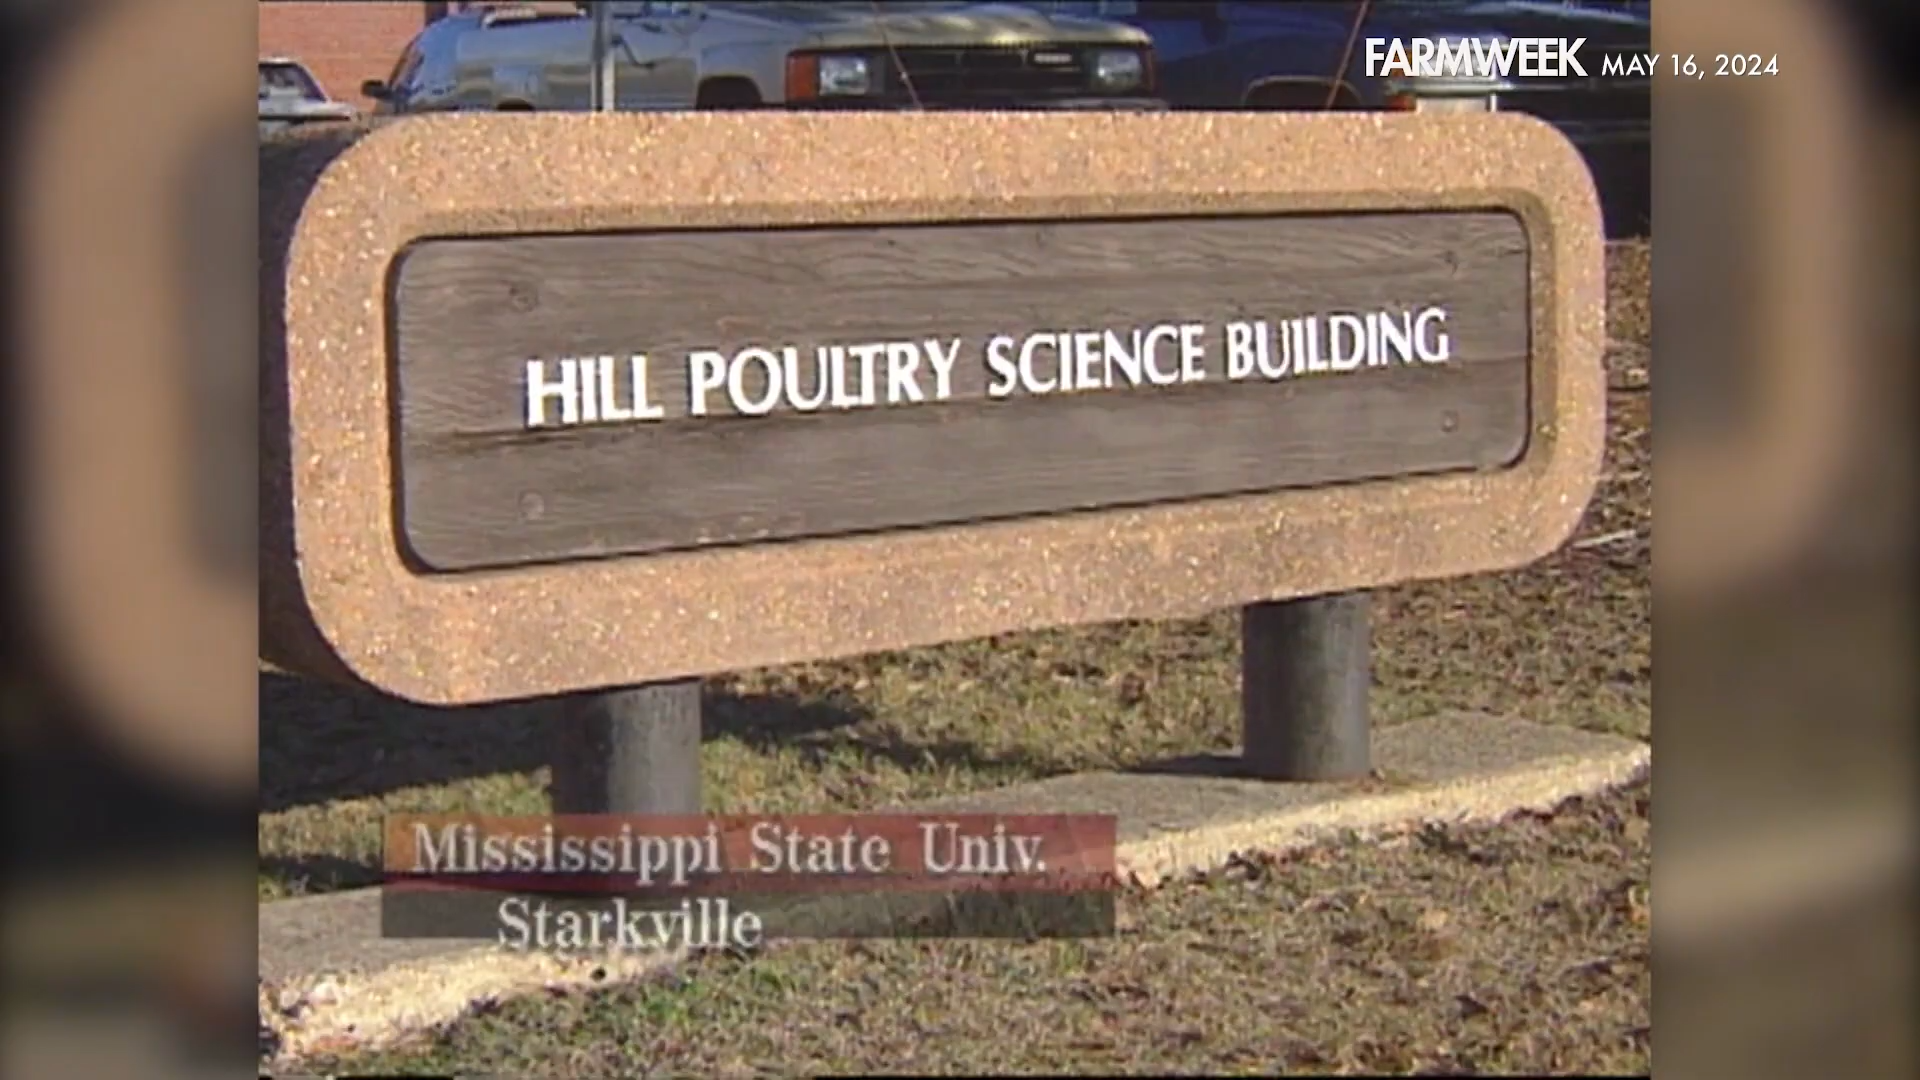 FARMWEEK MAY 16, 2024
HILL POULTRY SCIENCE BUILDING
Mississippi State Univ.
Starkville